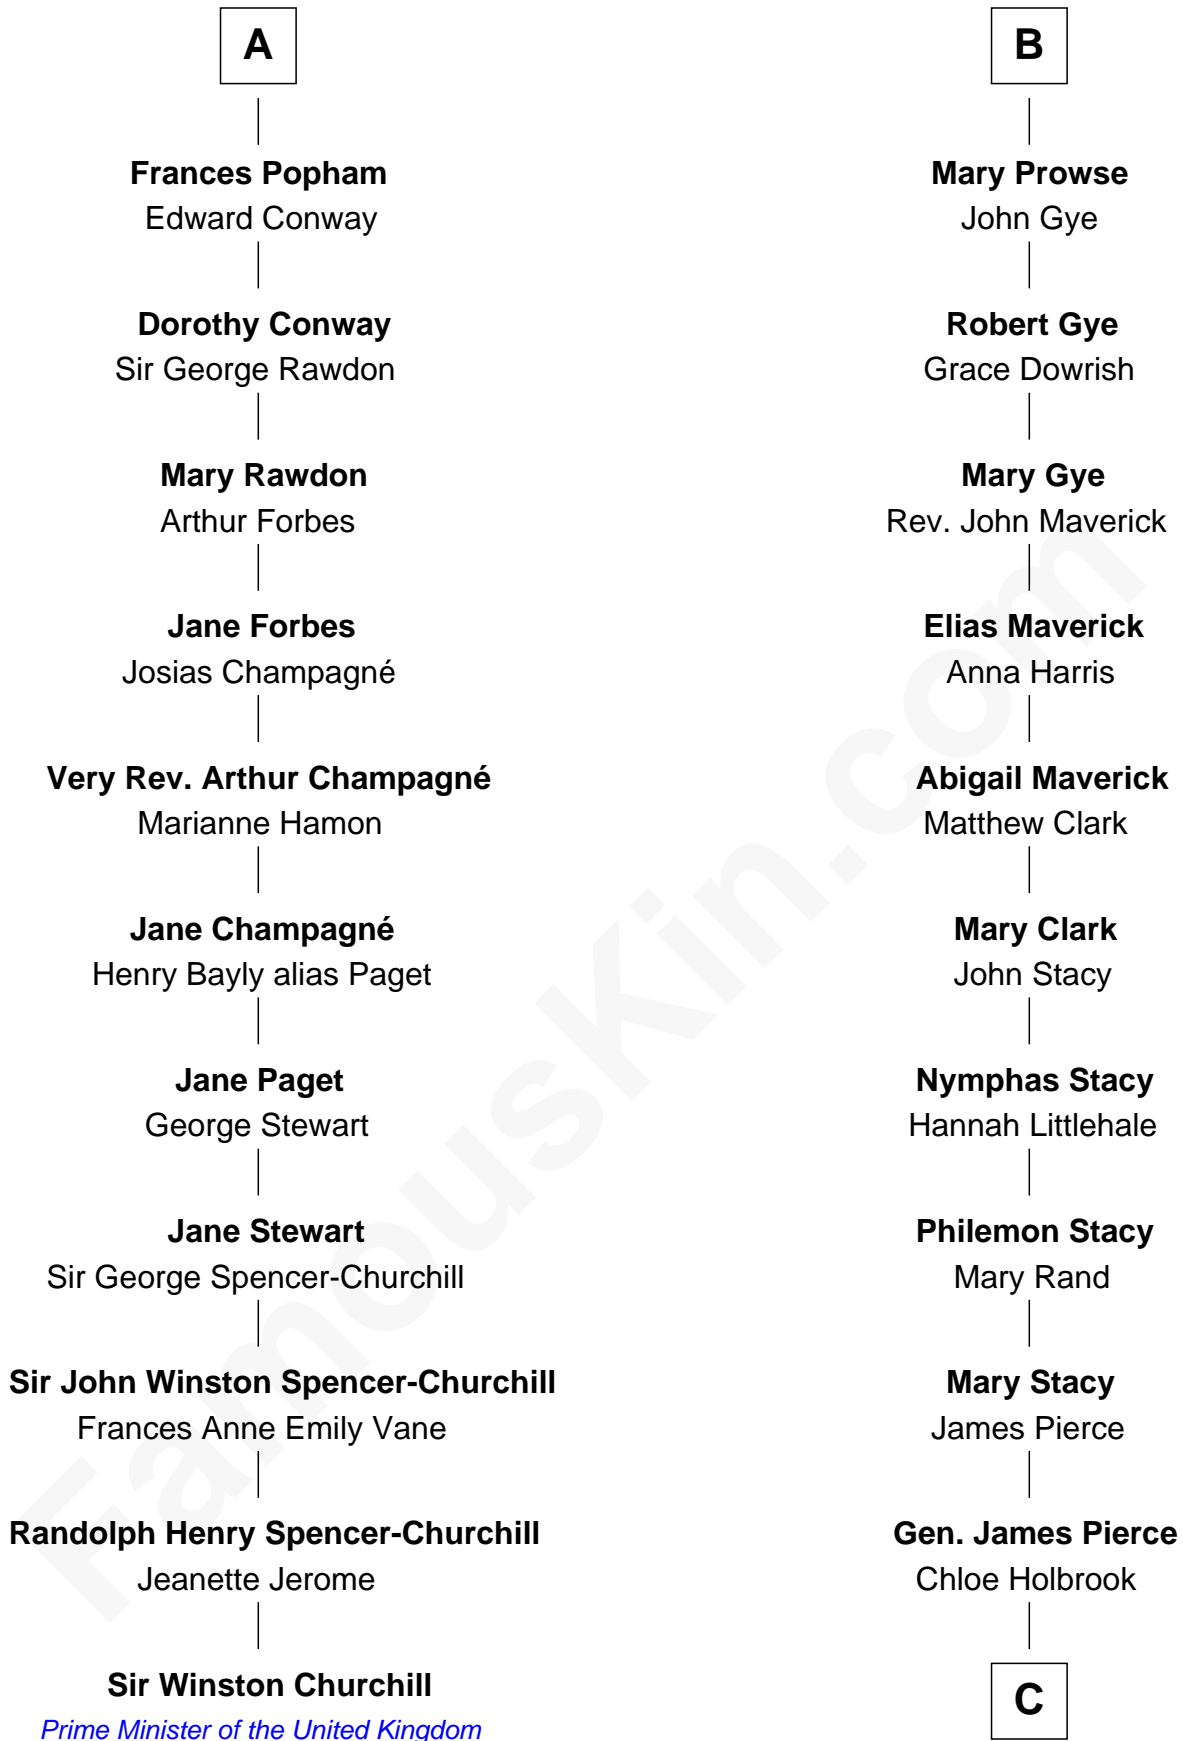 A
Frances Popham
Edward Conway
Dorothy Conway
Sir George Rawdon
Mary Rawdon
Arthur Forbes
Jane Forbes
Josias Champagné
Very Rev. Arthur Champagné
Marianne Hamon
Jane Champagné
Henry Bayly alias Paget
Jane Paget
George Stewart
Jane Stewart
Sir George Spencer-Churchill
Sir John Winston Spencer-Churchill
Frances Anne Emily Vane
Randolph Henry Spencer-Churchill
Jeanette Jerome
Sir Winston Churchill
Prime Minister of the United Kingdom
B
Mary Prowse
John Gye
Robert Gye
Grace Dowrish
Mary Gye
Rev. John Maverick
Elias Maverick
Anna Harris
Abigail Maverick
Matthew Clark
Mary Clark
John Stacy
Nymphas Stacy
Hannah Littlehale
Philemon Stacy
Mary Rand
Mary Stacy
James Pierce
Gen. James Pierce
Chloe Holbrook
C
FamousKin.com